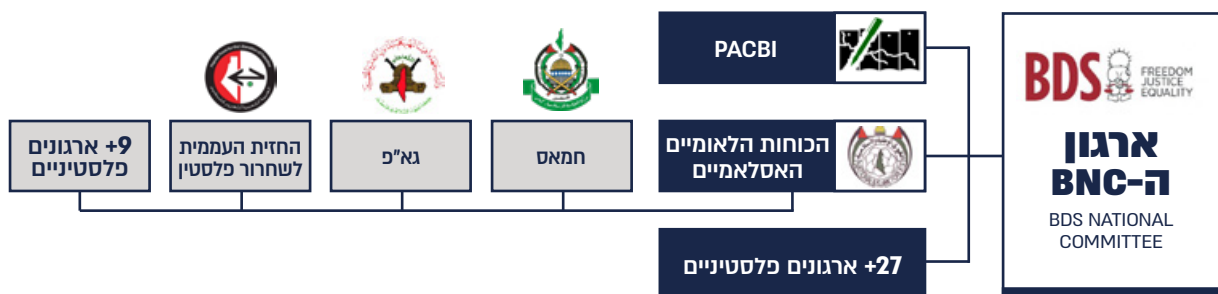 BDS
FREEDOM
JUSTICE
EQUALITY
ארגון
ה-BNC
BDS NATIONAL
COMMITTEE
PACBI
הכוחות הלאומיים
האסלאמיים
+27 ארגונים פלסטיניים
חמאס
גא"פ
החזית העממית
לשחרור פלסטין
+9 ארגונים
פלסטיניים